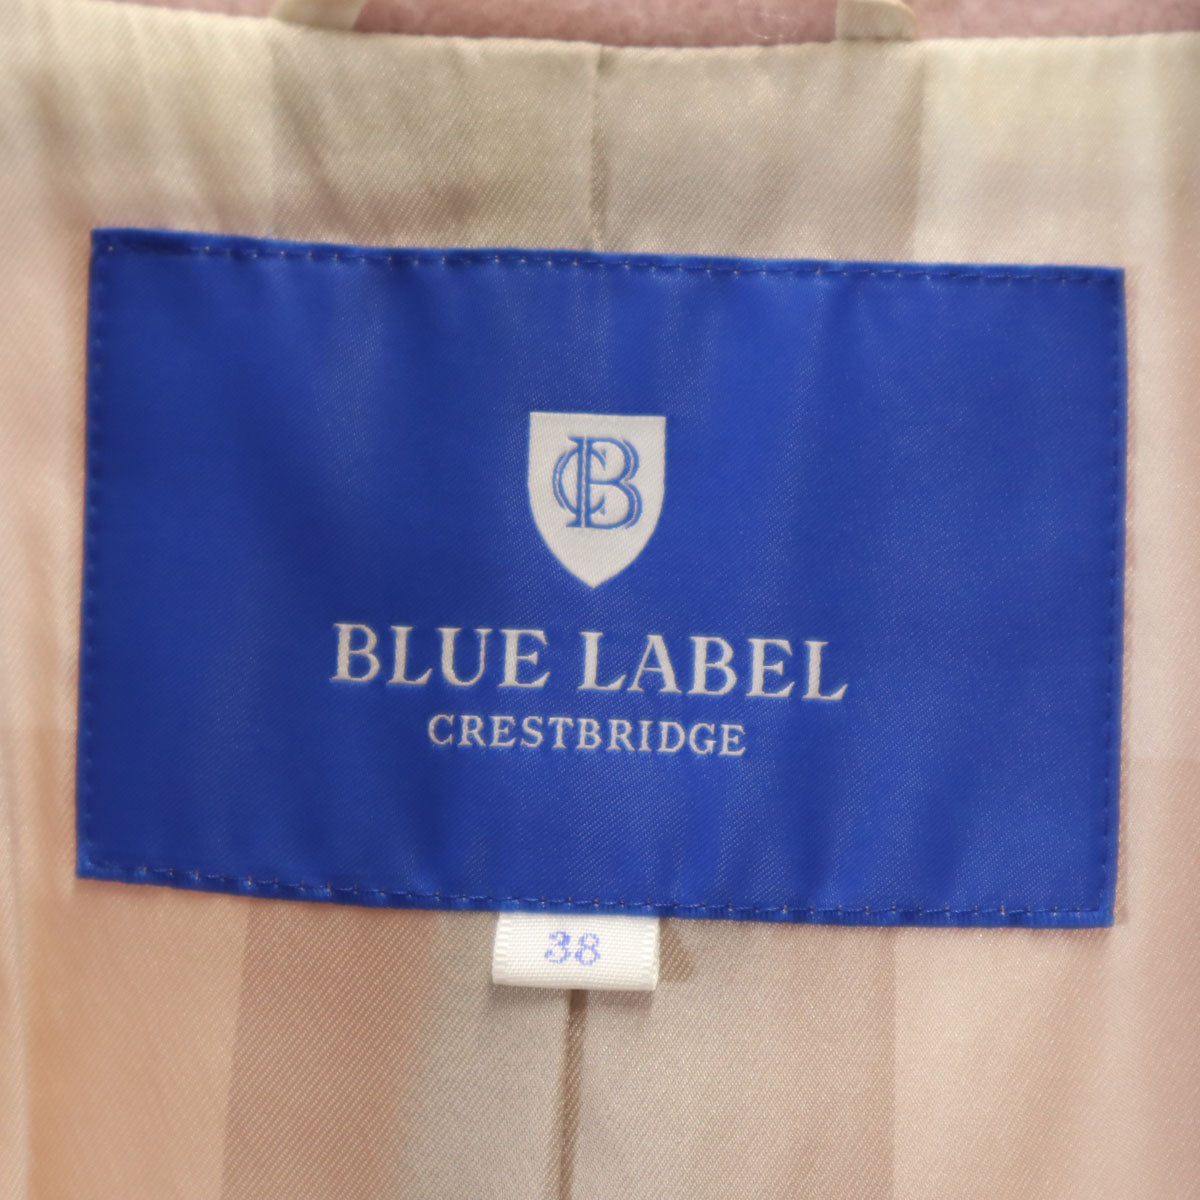 CB
BLUE LABEL
CRESTBRIDGE
38